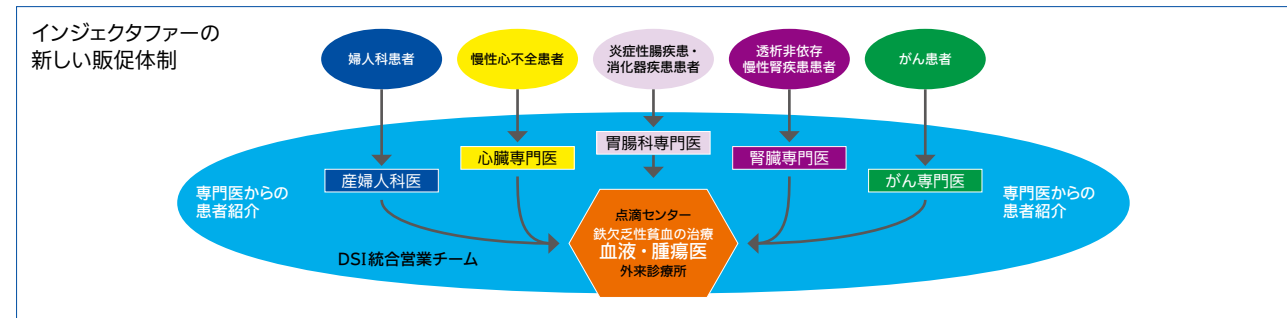 インジェクタファーの
新しい販促体制
婦人科患者
慢性心不全患者
炎症性腸疾患・
消化器疾患患者
透析非依存
慢性腎疾患患者
がん患者
産婦人科医
心臓専門医
胃腸科専門医
腎臓専門医
がん専門医
専門医からの
患者紹介
専門医からの
患者紹介
点滴センター
鉄欠乏性貧血の治療
血液・腫瘍医
外来診療所
DSI統合営業チーム